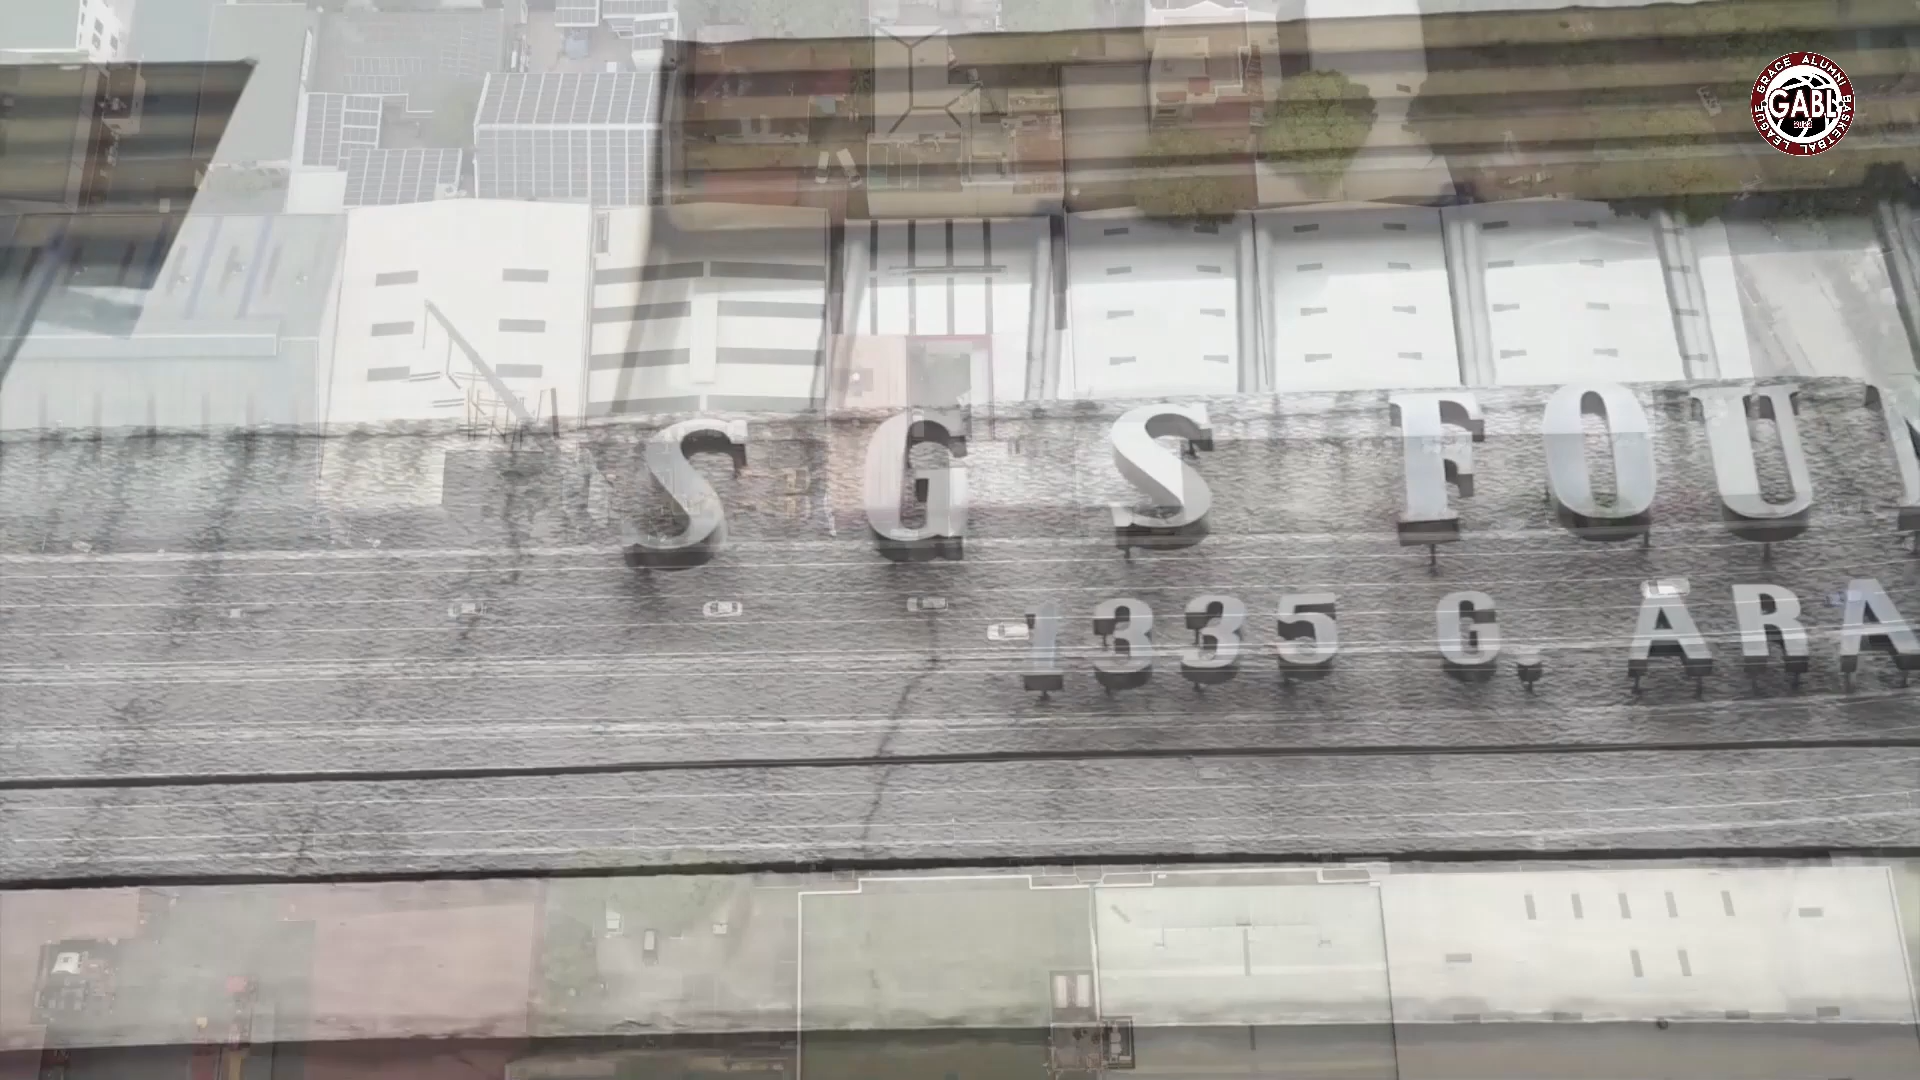 GRACE ALUMNI BASKETBALL LEAGUE
GABL
S G S FOU
1335 G. ARA